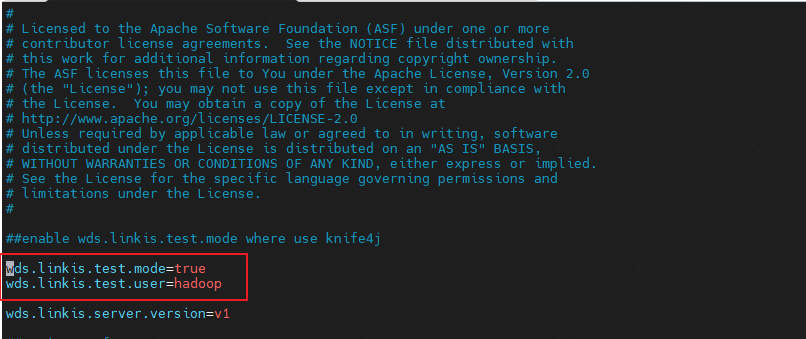 #
# Licensed to the Apache Software Foundation (ASF) under one or more
# contributor license agreements.  See the NOTICE file distributed with
# this work for additional information regarding copyright ownership.
# The ASF licenses this file to You under the Apache License, Version 2.0
# (the "License"); you may not use this file except in compliance with
# the License.  You may obtain a copy of the License at
# http://www.apache.org/licenses/LICENSE-2.0
# Unless required by applicable law or agreed to in writing, software
# distributed under the License is distributed on an "AS IS" BASIS,
# WITHOUT WARRANTIES OR CONDITIONS OF ANY KIND, either express or implied.
# See the License for the specific language governing permissions and
# limitations under the License.
#
##enable wds.linkis.test.mode where use knife4j
wds.linkis.test.mode=true
wds.linkis.test.user=hadoop
wds.linkis.server.version=v1